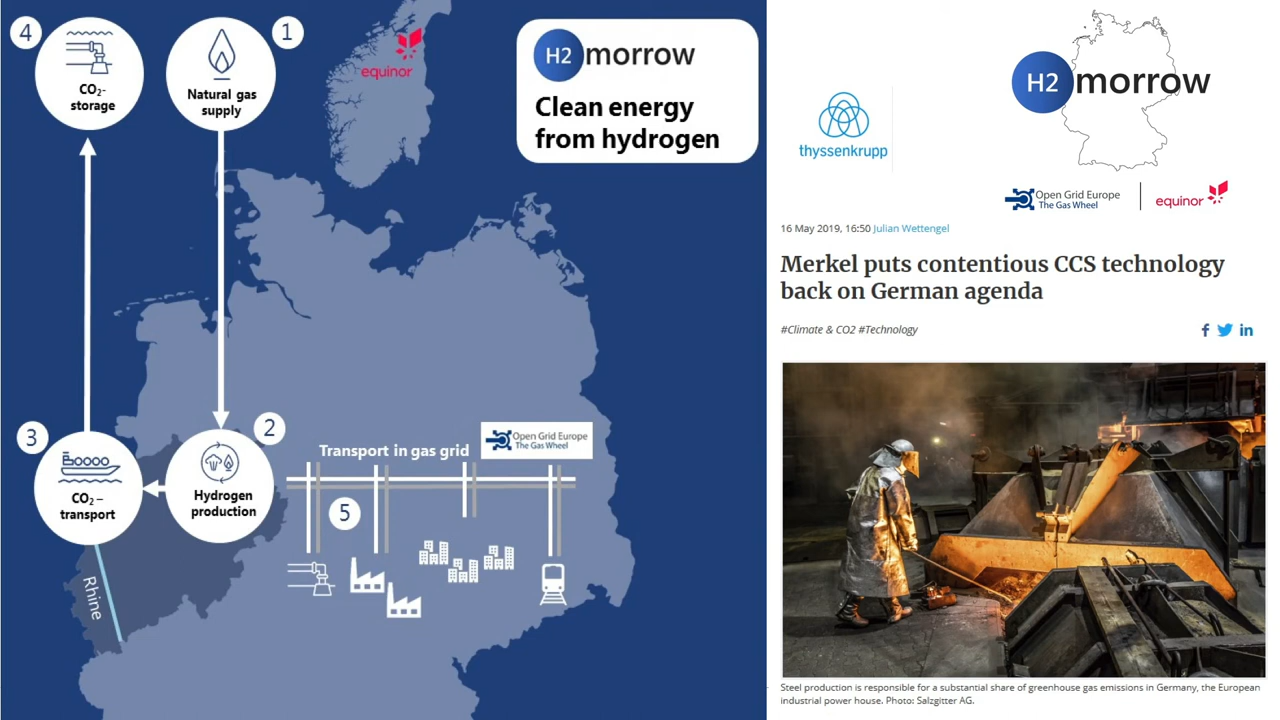 4
CO₂-
storage
1
Natural gas
supply
equinor
H2morrow
Clean energy
from hydrogen
3
CO₂ –
transport
2
Hydrogen
production
Transport in gas grid
Open Grid Europe
The Gas Wheel
5
Rhine
thyssenkrupp
H2morrow
Open Grid Europe
The Gas Wheel
equinor
16 May 2019, 16:50 Julian Wettengel
Merkel puts contentious CCS technology
back on German agenda
#Climate & CO2 #Technology
f
in
Steel production is responsible for a substantial share of greenhouse gas emissions in Germany, the European
industrial power house. Photo: Salzgitter AG.